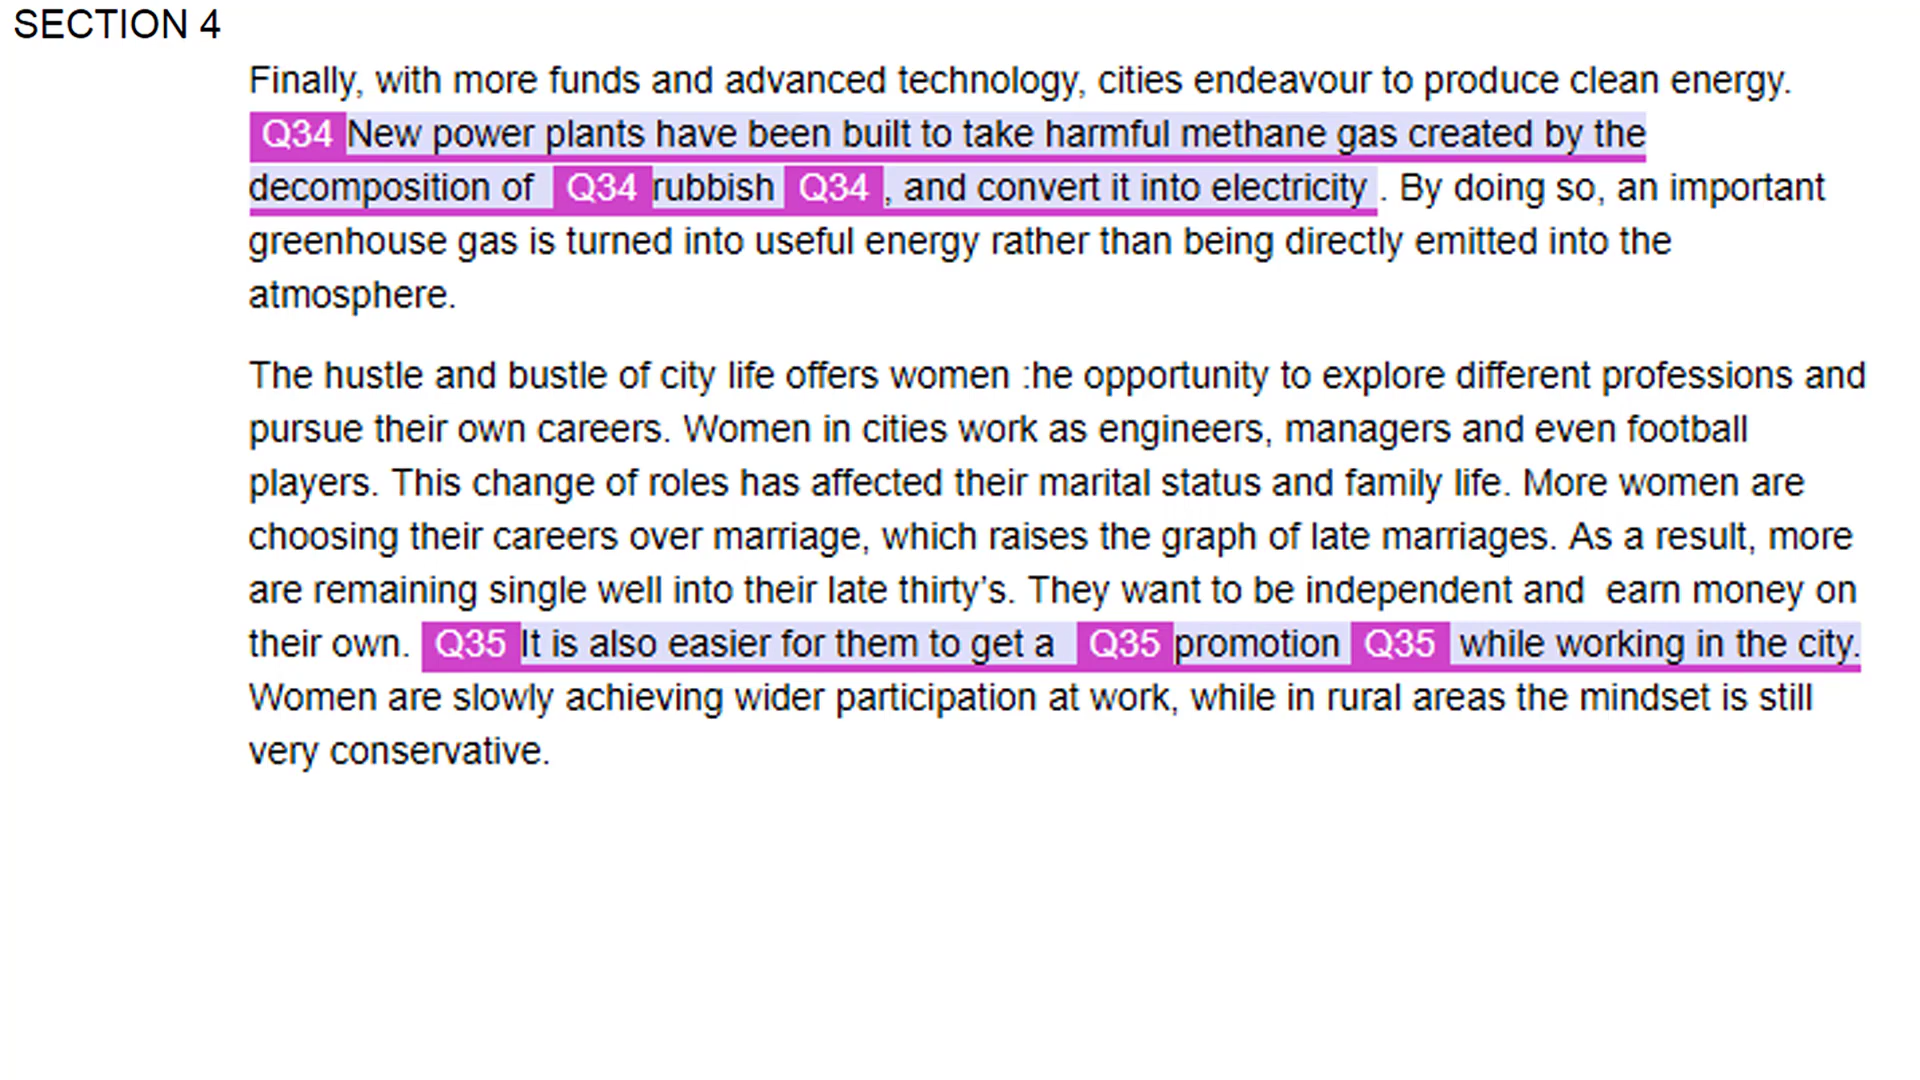 SECTION 4
Finally, with more funds and advanced technology, cities endeavour to produce clean energy.
Q34 New power plants have been built to take harmful methane gas created by the
decomposition of Q34 rubbish Q34 , and convert it into electricity . By doing so, an important
greenhouse gas is turned into useful energy rather than being directly emitted into the
atmosphere.
The hustle and bustle of city life offers women :he opportunity to explore different professions and
pursue their own careers. Women in cities work as engineers, managers and even football
players. This change of roles has affected their marital status and family life. More women are
choosing their careers over marriage, which raises the graph of late marriages. As a result, more
are remaining single well into their late thirty’s. They want to be independent and earn money on
their own. Q35 It is also easier for them to get a Q35 promotion Q35 while working in the city.
Women are slowly achieving wider participation at work, while in rural areas the mindset is still
very conservative.